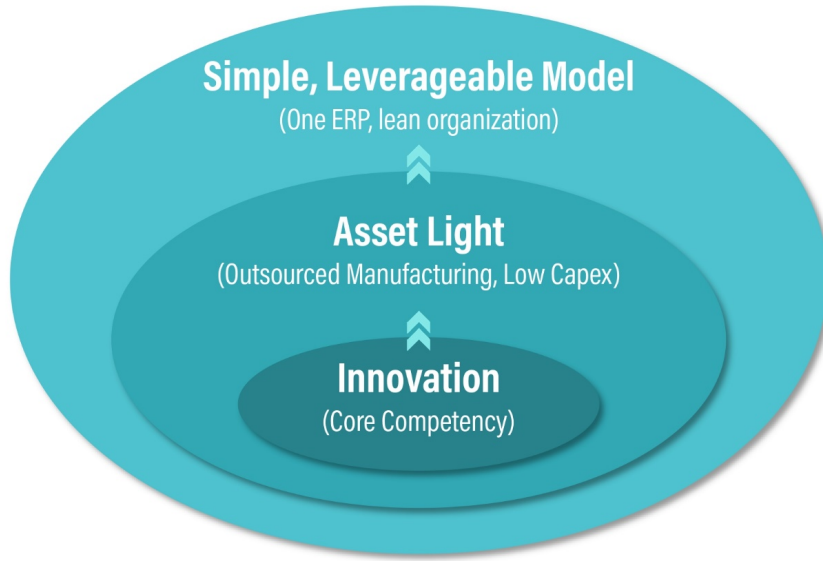 Simple, Leverageable Model
(One ERP, lean organization)
Asset Light
(Outsourced Manufacturing, Low Capex)
Innovation
(Core Competency)